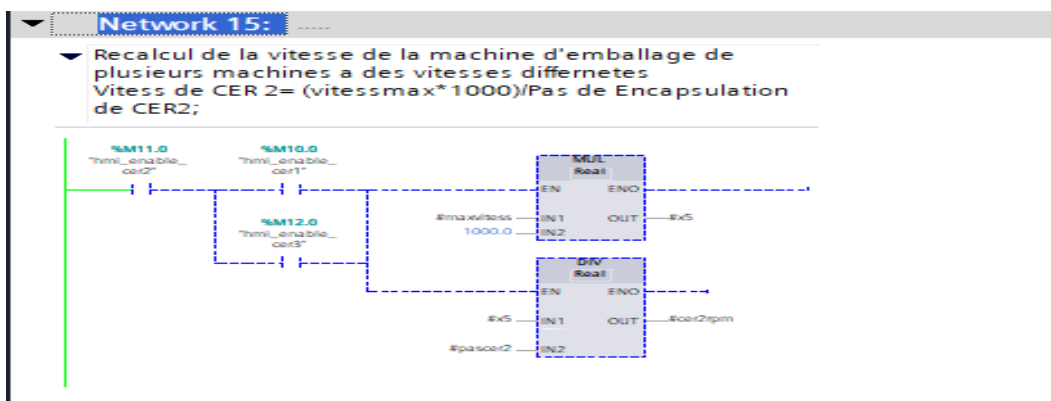 Network 15: .....
Recalcul de la vitesse de la machine d'emballage de
plusieurs machines a des vitesses differnetes
Vitess de CER 2= (vitessmax*1000)/Pas de Encapsulation
de CER2;
%M11.0
"hmi_enable_
cer2"
%M10.0
"hmi_enable_
cer1"
%M12.0
"hmi_enable_
cer3"
MUL
Real
EN ENO
#maxvitess IN1 OUT #x5
1000.0 IN2
DIV
Real
EN ENO
#x5 IN1 OUT #cer2rpm
#pascer2 IN2